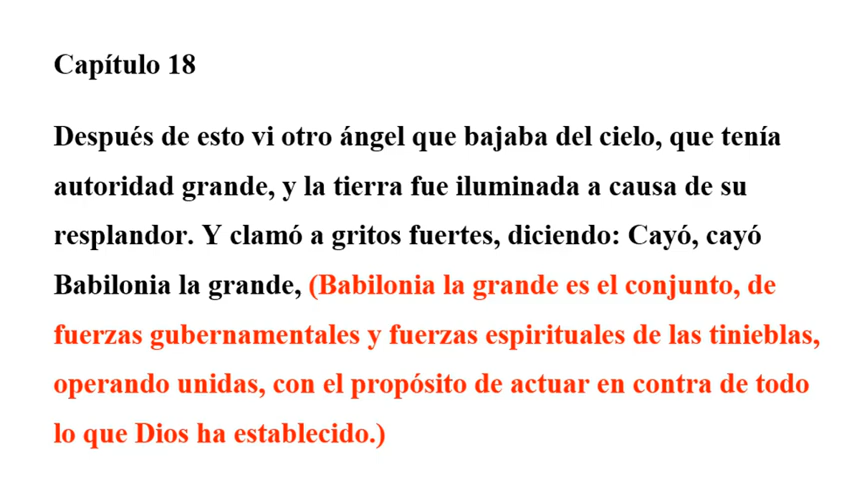 Capítulo 18
Después de esto vi otro ángel que bajaba del cielo, que tenía
autoridad grande, y la tierra fue iluminada a causa de su
resplandor. Y clamó a gritos fuertes, diciendo: Cayó, cayó
Babilonia la grande, (Babilonia la grande es el conjunto, de
fuerzas gubernamentales y fuerzas espirituales de las tinieblas,
operando unidas, con el propósito de actuar en contra de todo
lo que Dios ha establecido.)